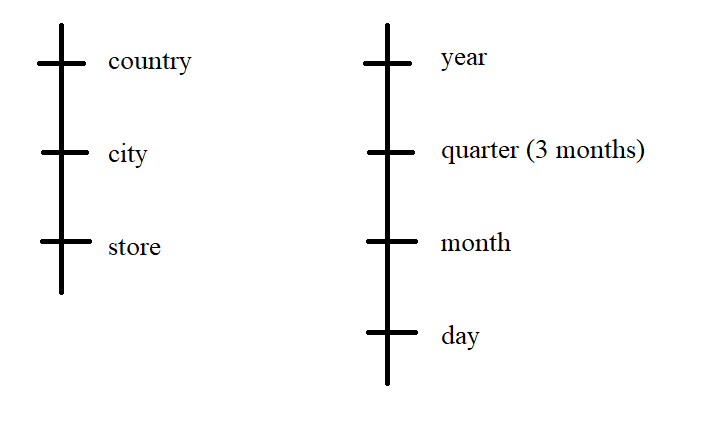 country
city
store
year
quarter (3 months)
month
day